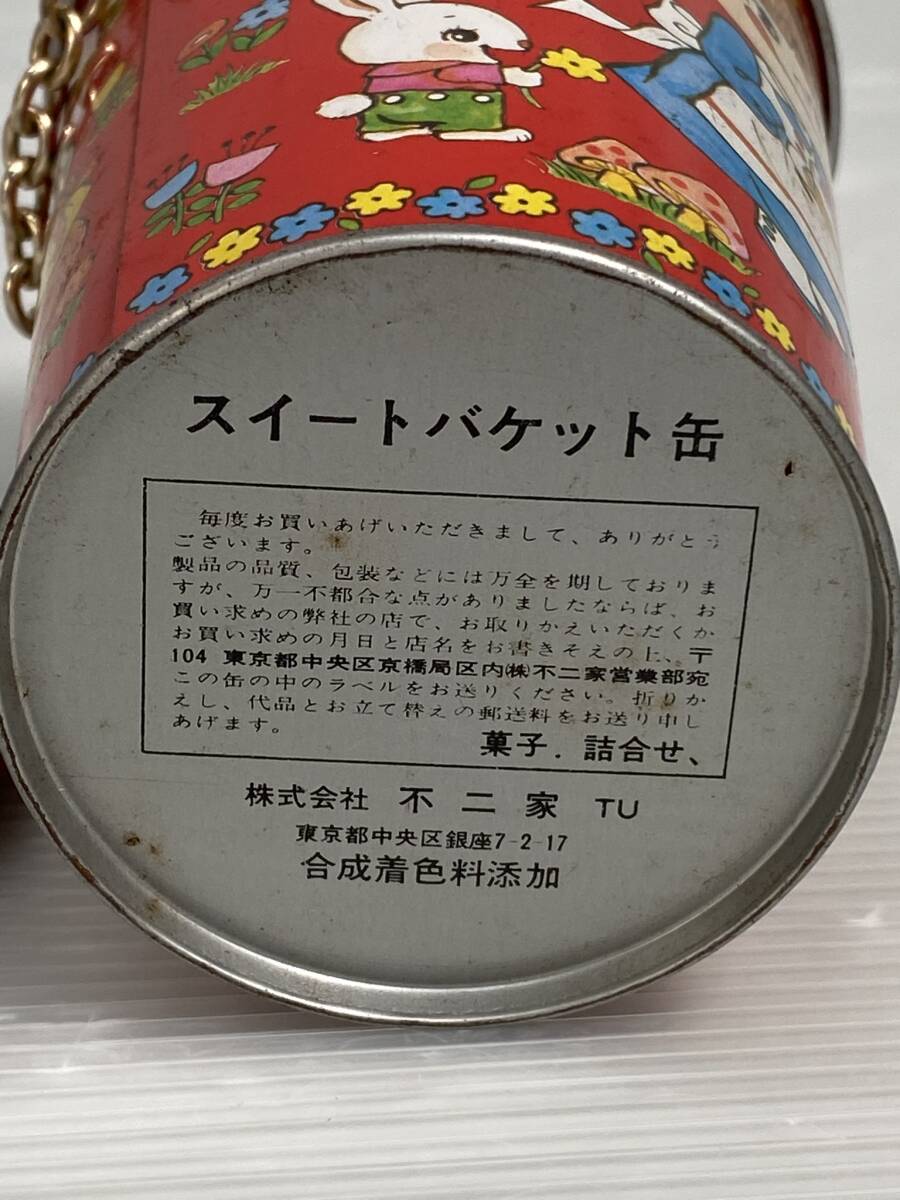 スイートバケット缶
毎度お買いあげいただきまして、ありがとう
ございます。
製品の品質、包装などには万全を期しておりま
すが、万一不都合な点がありましたならば、お
買い求めの弊社の店で、お取りかえいただくか
お買い求めの月日と店名をお書きそえの上、〒
104 東京都中央区京橋局区内㈱不二家営業部宛
この缶の中のラベルをお送りください。折りか
えし、代品とお立て替えの郵送料をお送り申し
あげます。
菓子.詰合せ、
株式会社 不二家 TU
東京都中央区銀座7-2-17
合成着色料添加